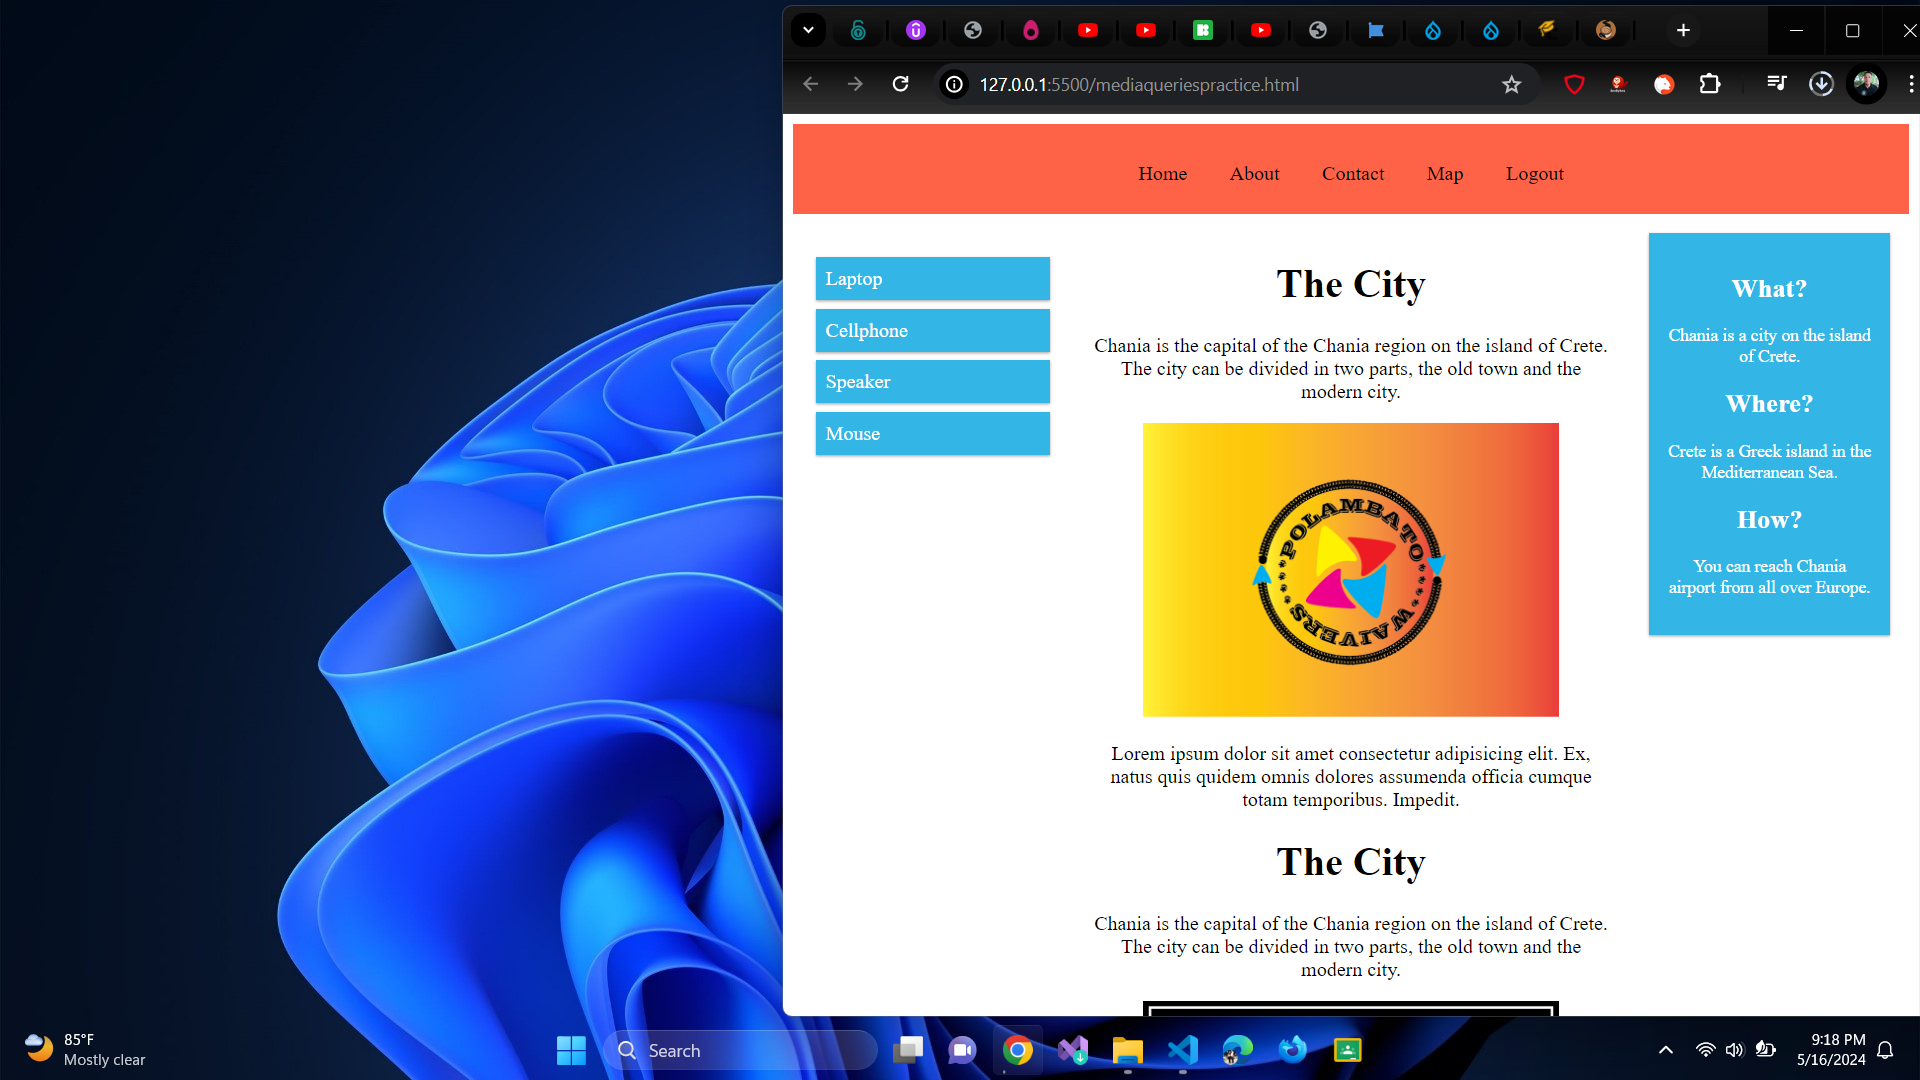 127.0.0.1:5500/mediaqueriespractice.html
Home About Contact Map Logout
Laptop
Cellphone
Speaker
Mouse
The City
Chania is the capital of the Chania region on the island of Crete.
The city can be divided in two parts, the old town and the
modern city.
POLAMBATO
WAIVERS
Lorem ipsum dolor sit amet consectetur adipisicing elit. Ex,
natus quis quidem omnis dolores assumenda officia cumque
totam temporibus. Impedit.
The City
Chania is the capital of the Chania region on the island of Crete.
The city can be divided in two parts, the old town and the
modern city.
What?
Chania is a city on the island
of Crete.
Where?
Crete is a Greek island in the
Mediterranean Sea.
How?
You can reach Chania
airport from all over Europe.
85°F
Mostly clear
Search
9:18 PM
5/16/2024